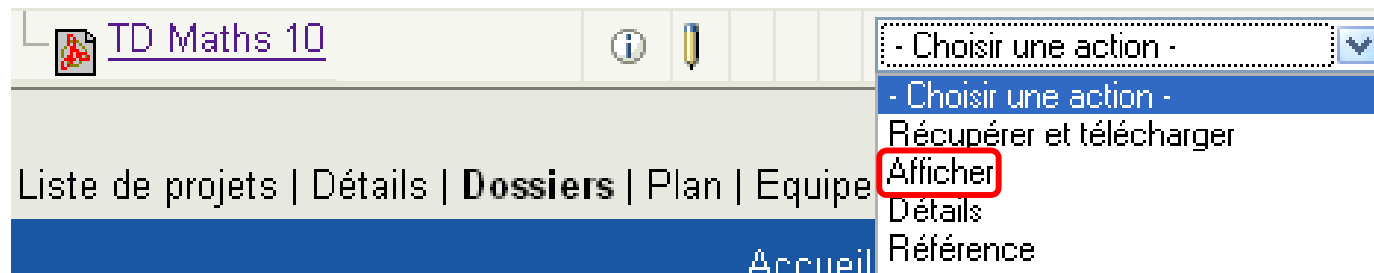 TD Maths 10
- Choisir une action -
- Choisir une action -
Récupérer et télécharger
Afficher
Détails
Référence
Liste de projets | Détails | Dossiers | Plan | Equipe
Accueil